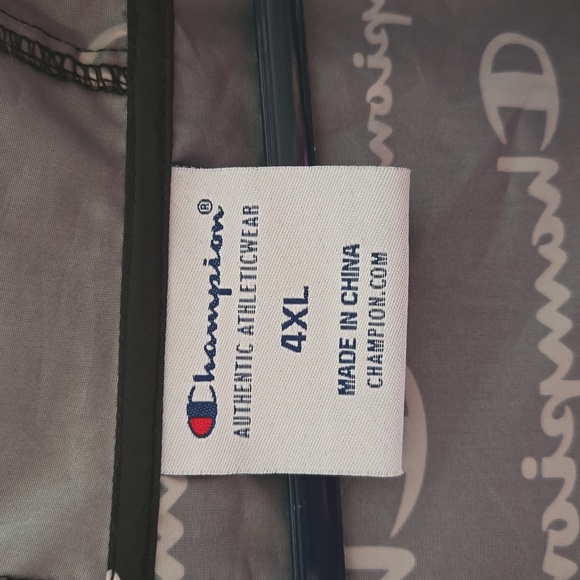 Champion®
AUTHENTIC ATHLETICWEAR
4XL
MADE IN CHINA
CHAMPION.COM